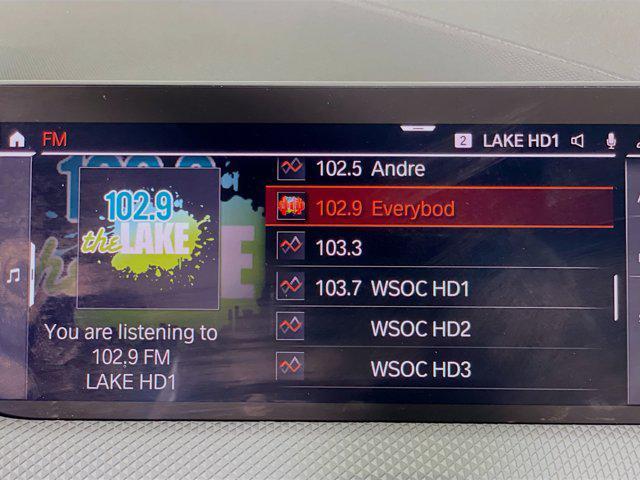 FM
2 LAKE HD1
102.9
the LAKE
You are listening to
102.9 FM
LAKE HD1
102.5 Andre
102.9 Everybod
103.3
103.7 WSOC HD1
WSOC HD2
WSOC HD3